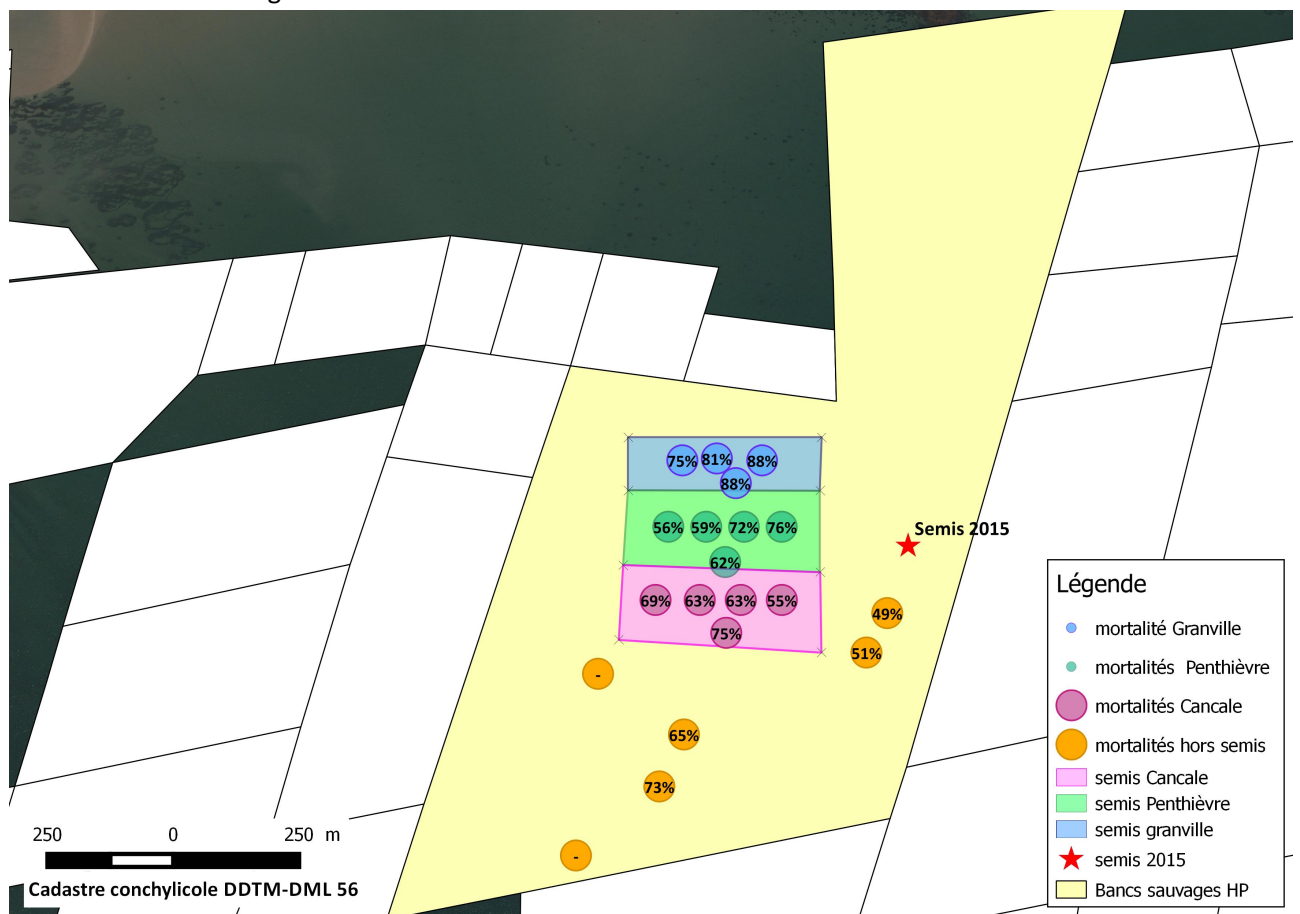 75% 81% 88%
88%
56% 59% 72% 76%
62%
Semis 2015
69% 63% 63% 55%
75%
49%
51%
-
65%
73%
-
Légende
mortalité Granville
mortalités Penthièvre
mortalités Cancale
mortalités hors semis
semis Cancale
semis Penthièvre
semis granville
semis 2015
Bancs sauvages HP
250 0 250 m
Cadastre conchylicole DDTM-DML 56